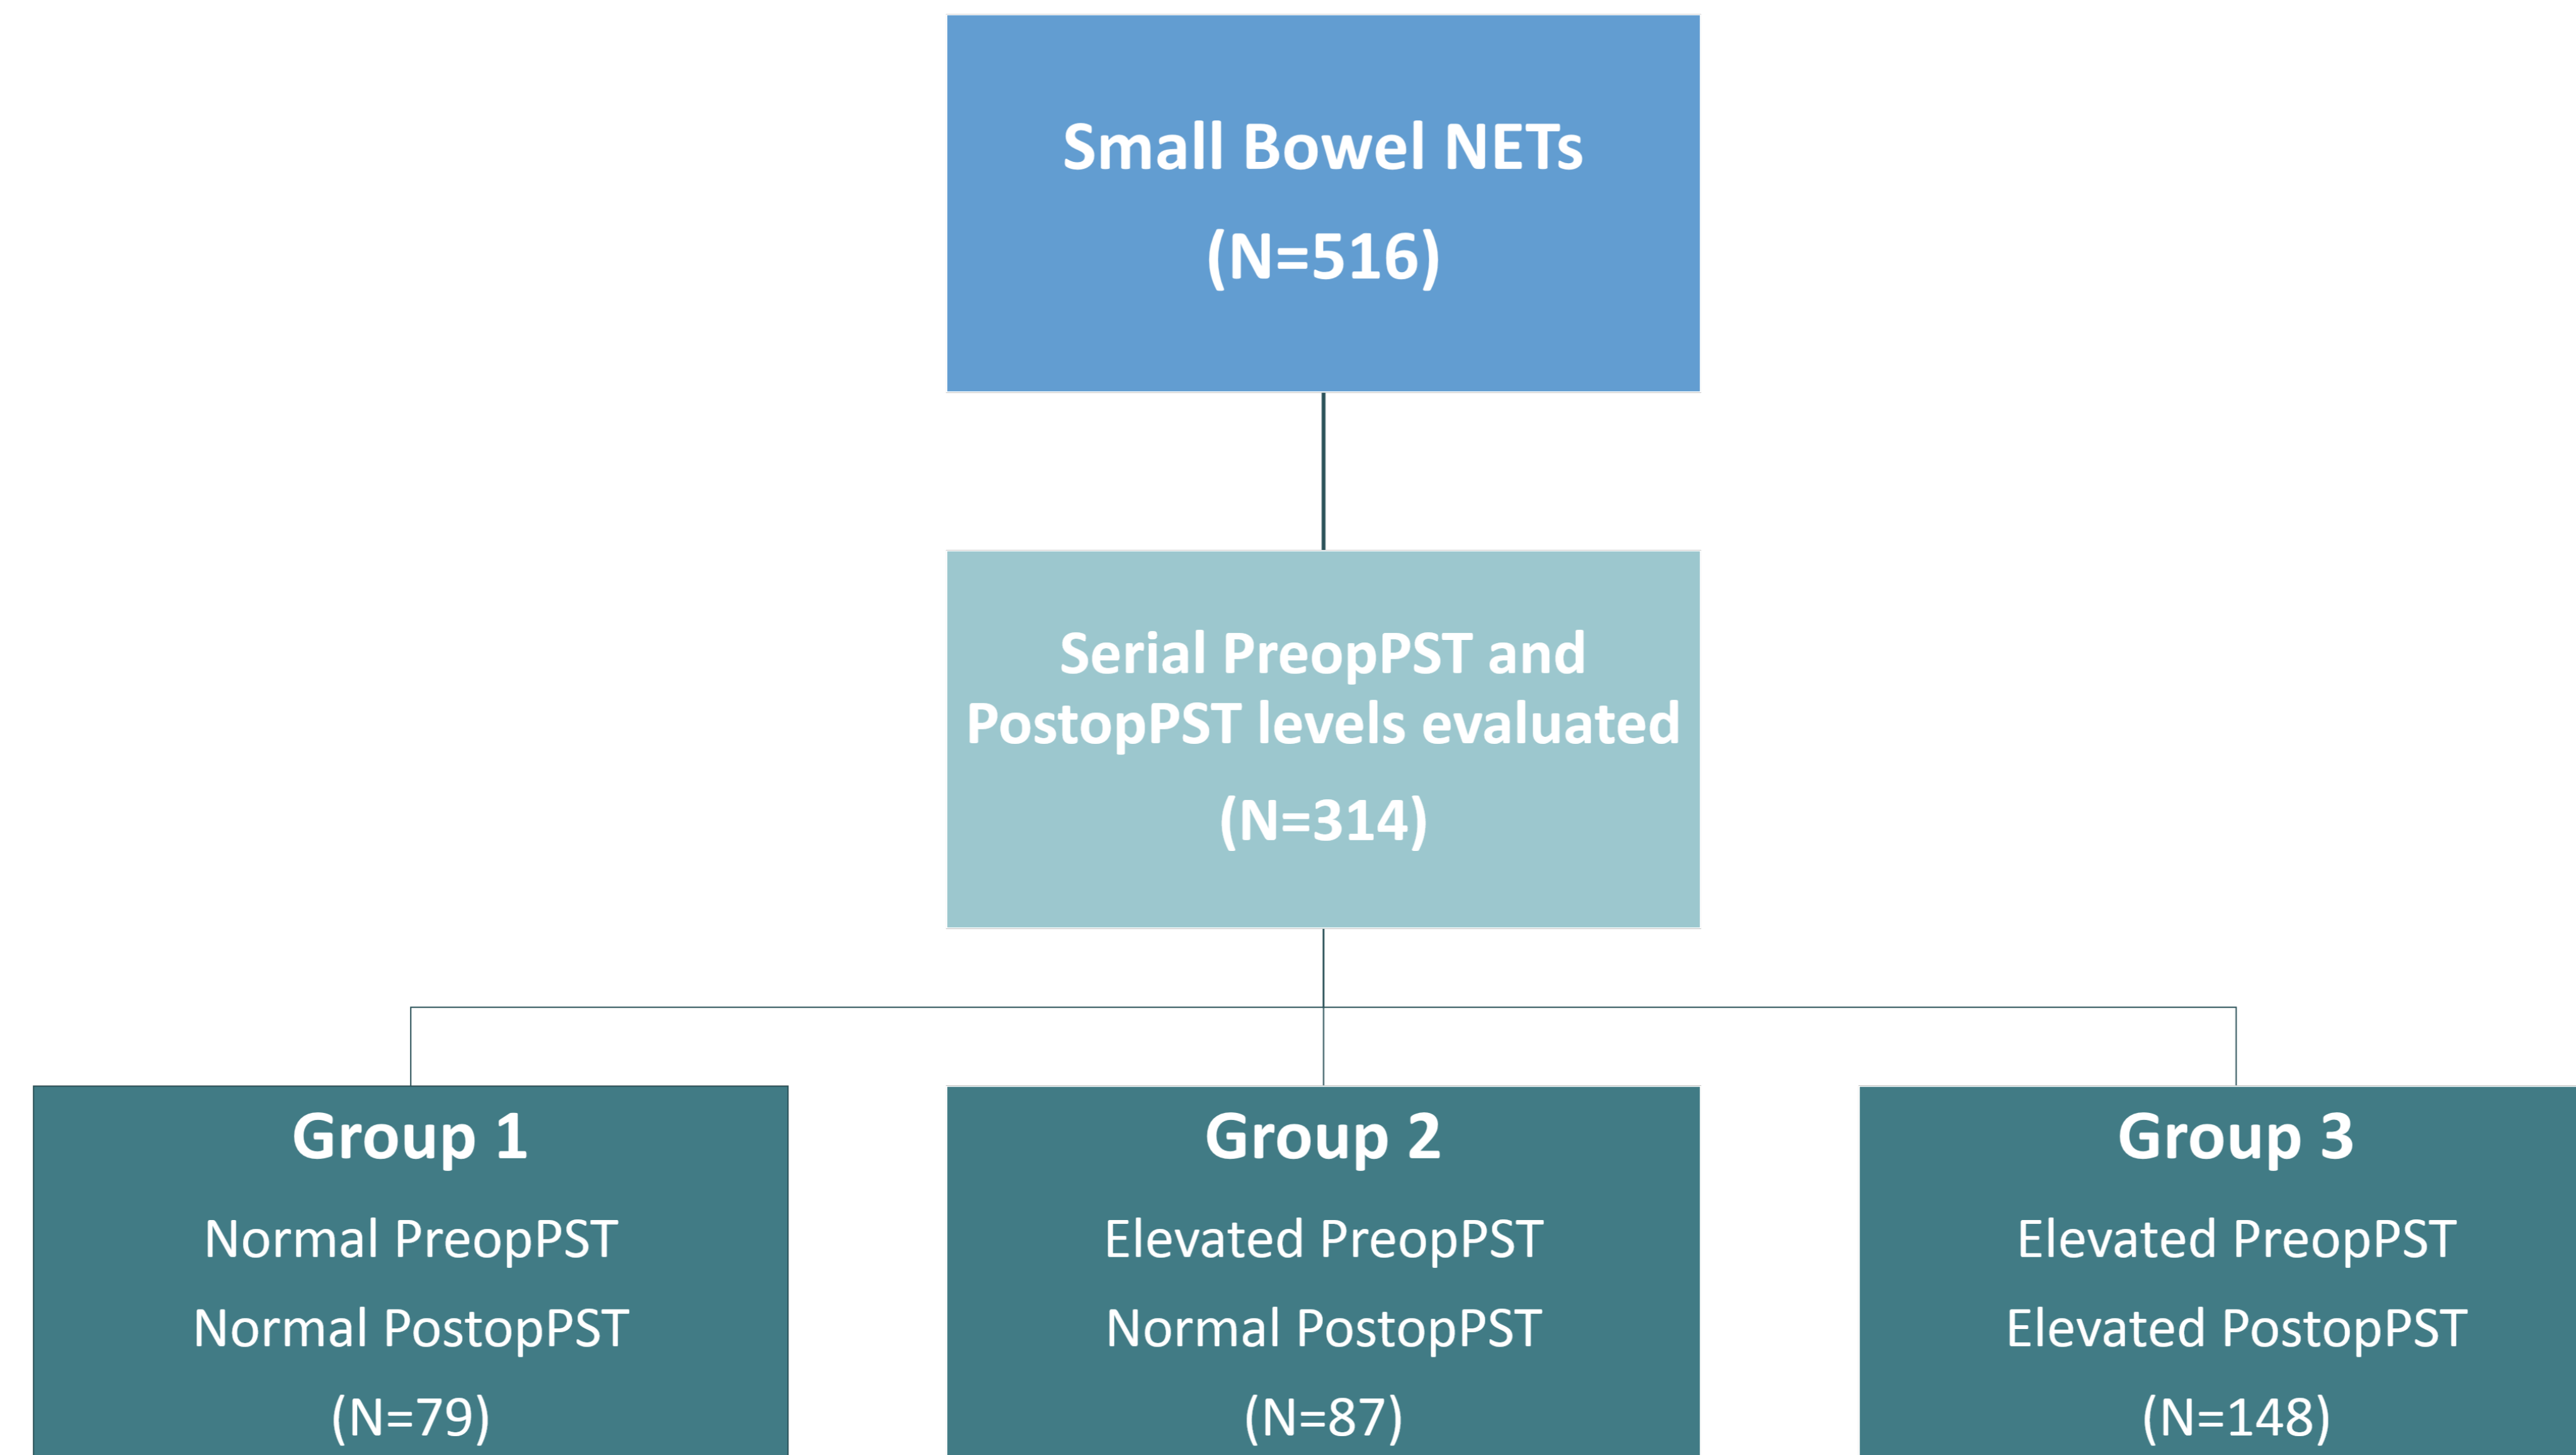 Small Bowel NETs
(N=516)
Serial PreopPST and
PostopPST levels evaluated
(N=314)
Group 1
Normal PreopPST
Normal PostopPST
(N=79)
Group 2
Elevated PreopPST
Normal PostopPST
(N=87)
Group 3
Elevated PreopPST
Elevated PostopPST
(N=148)